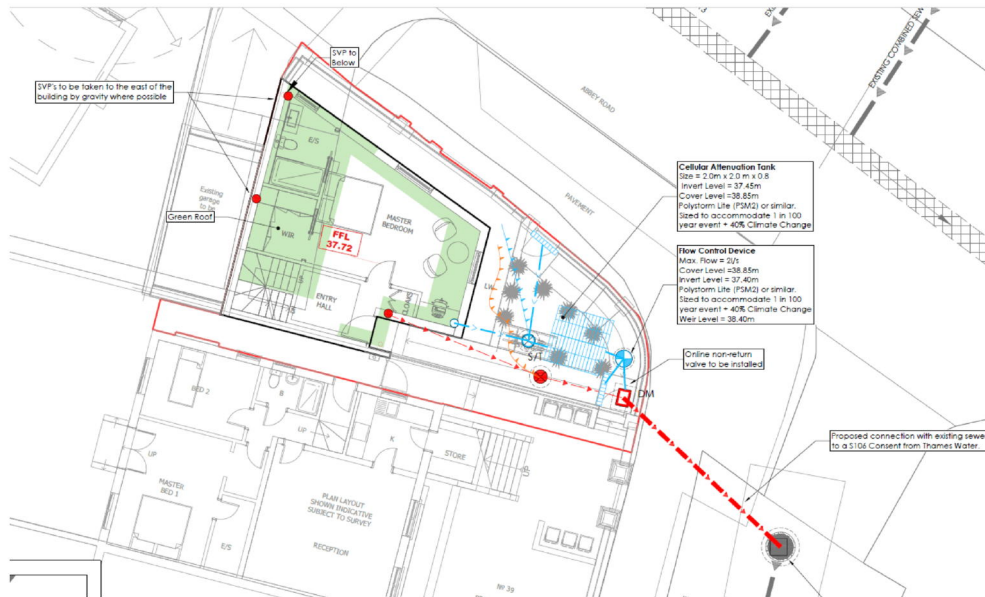 SVP to
Below
SVP's to be taken to the east of the
building by gravity where possible
EXISTING COMBINED SEW
ABBEY ROAD
PAVEMENT
Cellular Attenuation Tank
Size = 2.0m x 2.0 m x 0.8
Invert Level = 37.45m
Cover Level =38.85m
Polystorm Lite (PSM2) or similar.
Sized to accommodate 1 in 100
year event + 40% Climate Change
E/S
Existing
garage
to be
Green Roof
W/R
FFL
37.72
MASTER
BEDROOM
Flow Control Device
Max. Flow = 2l/s
Cover Level =38.85m
Invert Level = 37.40m
Polystorm Lite (PSM2) or similar.
Sized to accommodate 1 in 100
year event + 40% Climate Change
Weir Level = 38.40m
ENTRY
HALL
CLOAKS
LW
S/T
Online non-return
valve to be installed
DM
BED 2
B
UP
K
STORE
UP
UP
MASTER
BED 1
E/S
PLAN LAYOUT
SHOWN INDICATIVE
SUBJECT TO SURVEY
RECEPTION
Nº 39
Proposed connection with existing sewe
to a S106 Consent from Thames Water.